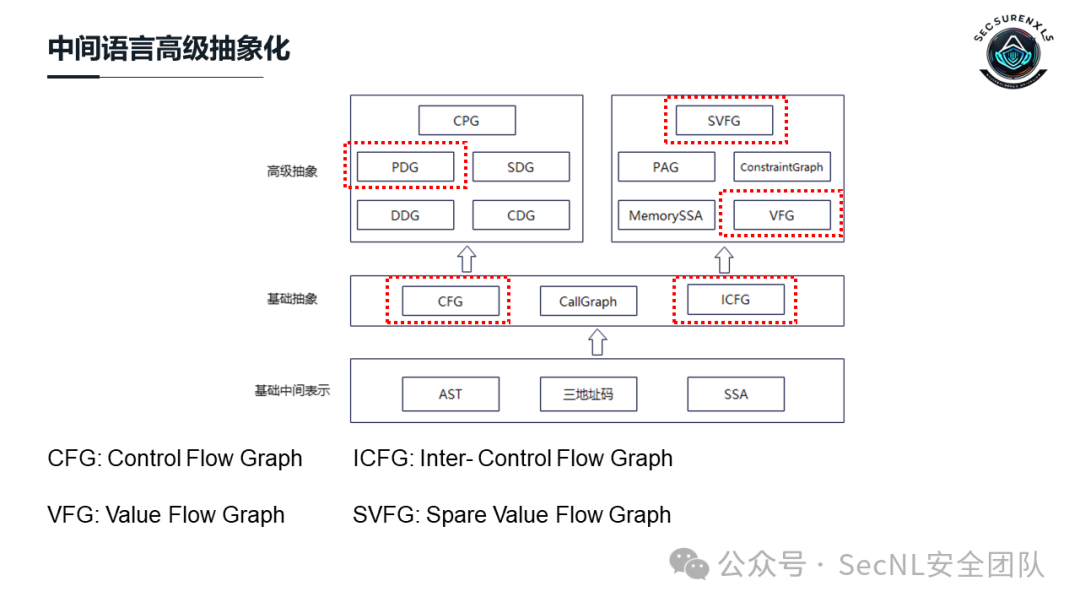 中间语言高级抽象化
SECSURENXLS
CPG
SVFG
高级抽象
PDG
SDG
PAG
ConstraintGraph
DDG
CDG
MemorySSA
VFG
基础抽象
CFG
CallGraph
ICFG
基础中间表示
AST
三地址码
SSA
CFG: Control Flow Graph
ICFG: Inter- Control Flow Graph
VFG: Value Flow Graph
SVFG: Spare Value Flow Graph
公众号 · SecNL安全团队